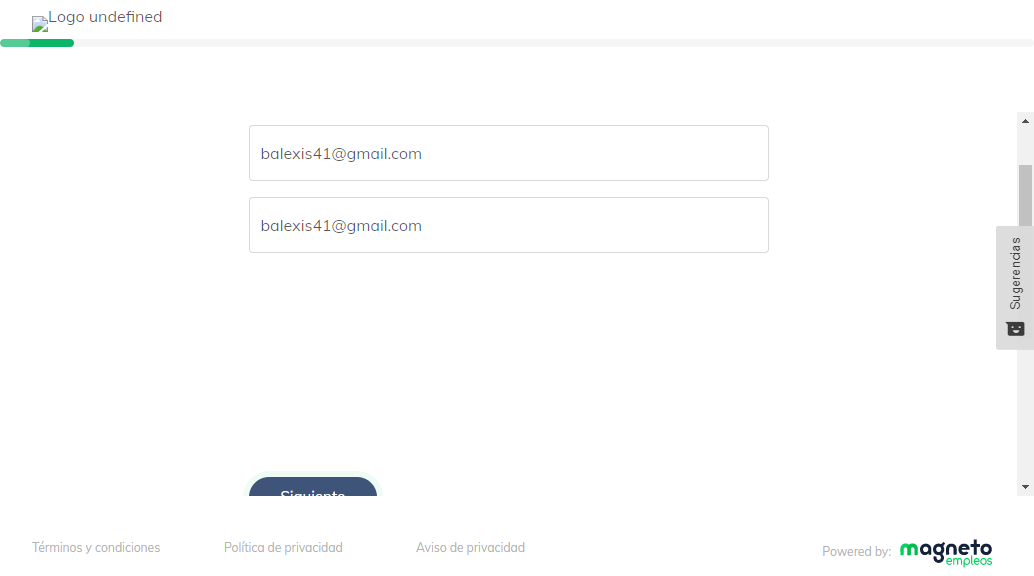 Logo undefined
balexis41@gmail.com
balexis41@gmail.com
Sugerencias
Siguiente
Términos y condiciones
Política de privacidad
Aviso de privacidad
Powered by:
magneto
empleos